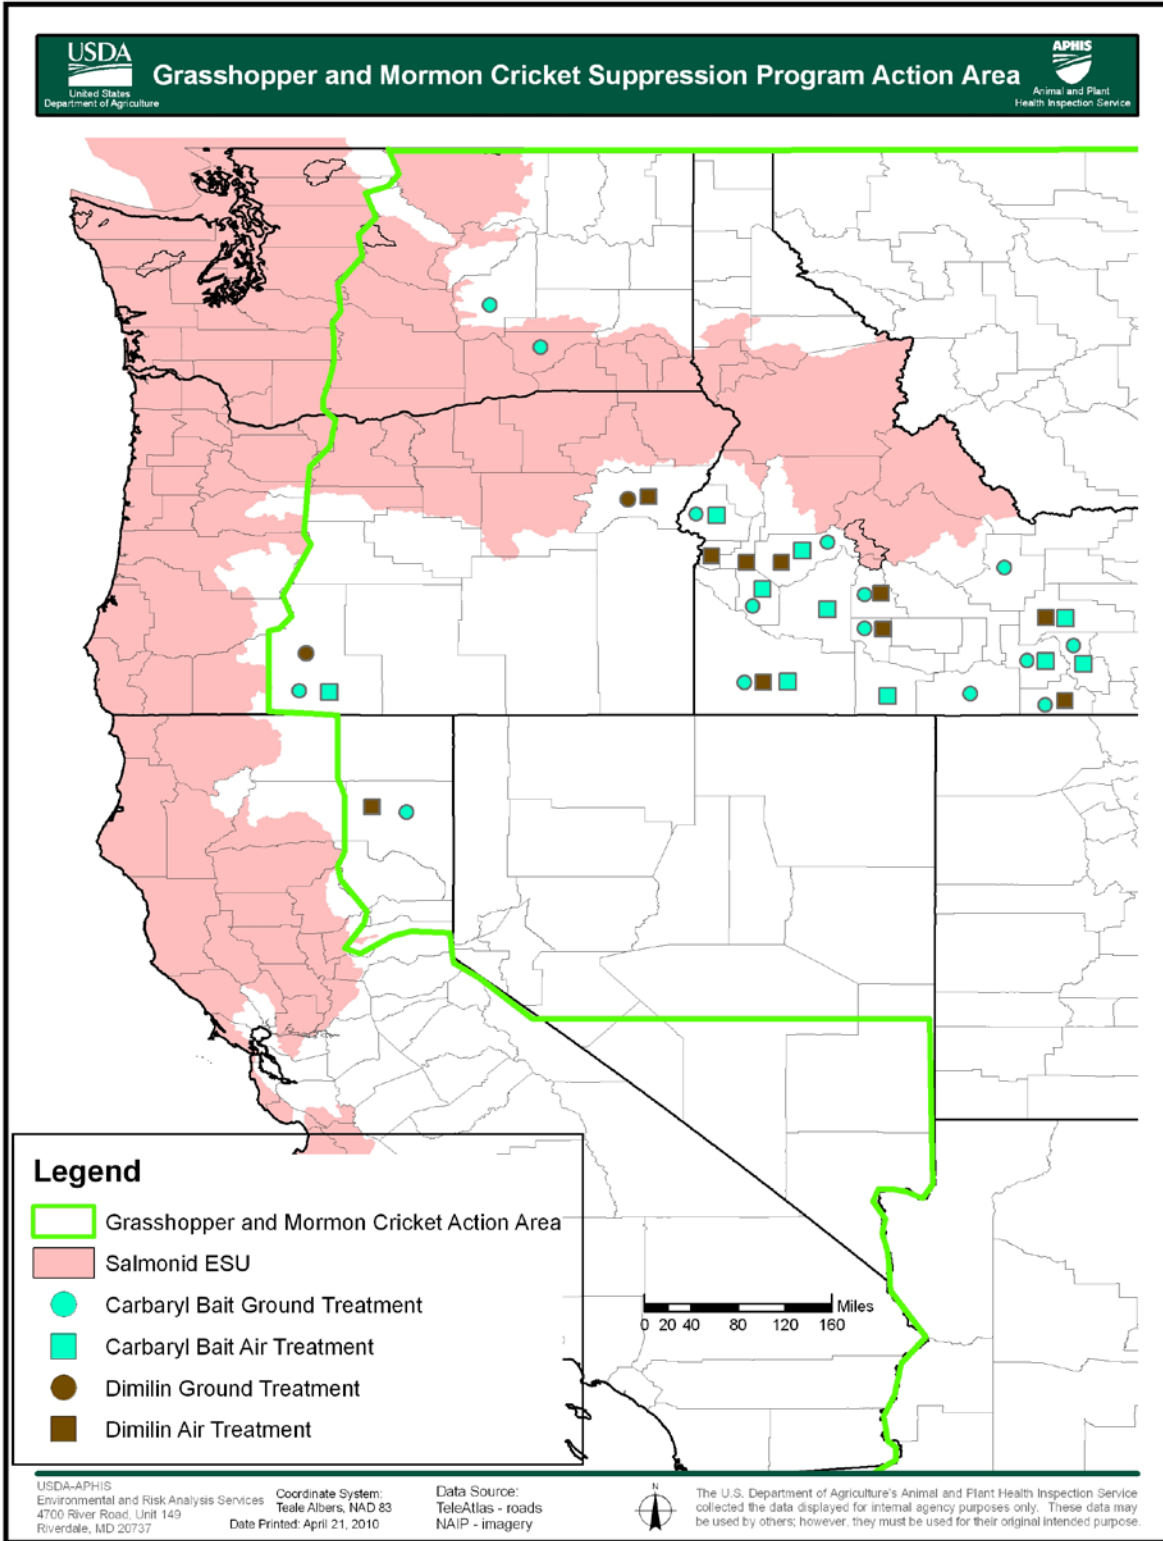 USDA
United States
Department of Agriculture
Grasshopper and Mormon Cricket Suppression Program Action Area
APHIS
Animal and Plant
Health Inspection Service
Legend
Grasshopper and Mormon Cricket Action Area
Salmonid ESU
Carbaryl Bait Ground Treatment
Carbaryl Bait Air Treatment
Dimilin Ground Treatment
Dimilin Air Treatment
Miles
0 20 40 80 120 160
USDA-APHIS
Environmental and Risk Analysis Services
4700 River Road, Unit 149
Riverdale, MD 20737
Coordinate System:
Teale Albers, NAD 83
Date Printed: April 21, 2010
Data Source:
TeleAtlas - roads
NAIP - imagery
N
The U.S. Department of Agriculture's Animal and Plant Health Inspection Service
collected the data displayed for internal agency purposes only. These data may
be used by others; however, they must be used for their original intended purpose.